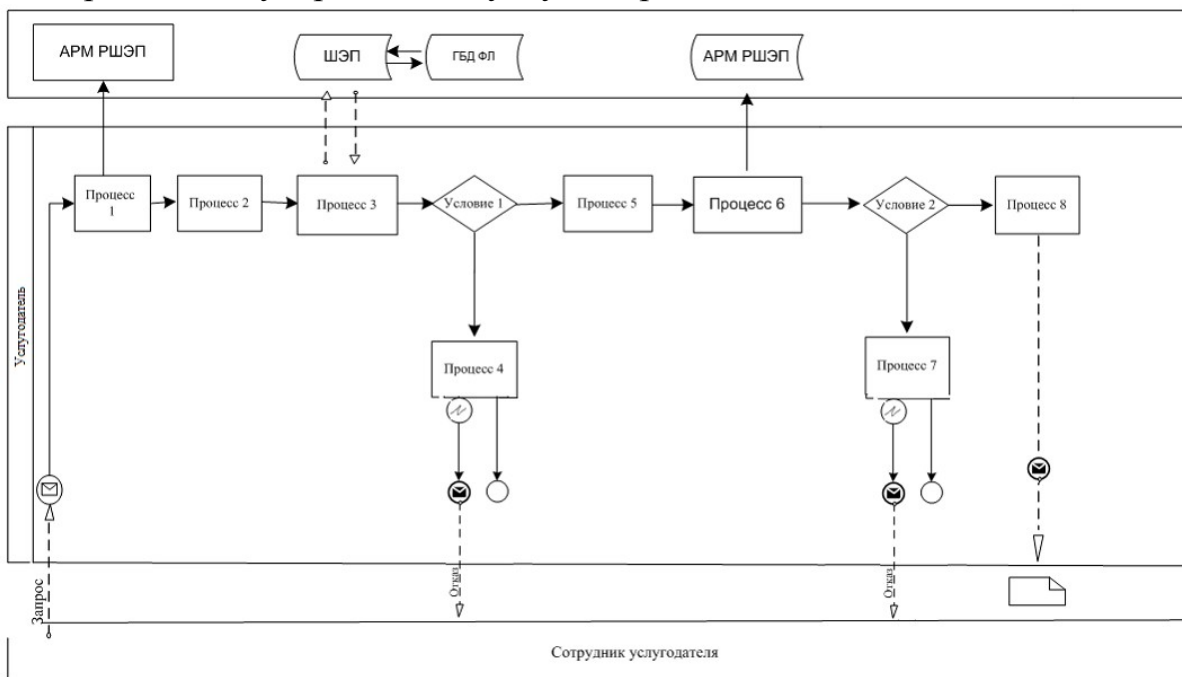 АРМ РШЭП
ШЭП
ГБД ФЛ
АРМ РШЭП
Услугодатель
Процесс
1
Процесс 2
Процесс 3
Условие 1
Процесс 5
Процесс 6
Условие 2
Процесс 8
Процесс 4
Процесс 7
Запрос
Отказ
Отказ
Сотрудник услугодателя